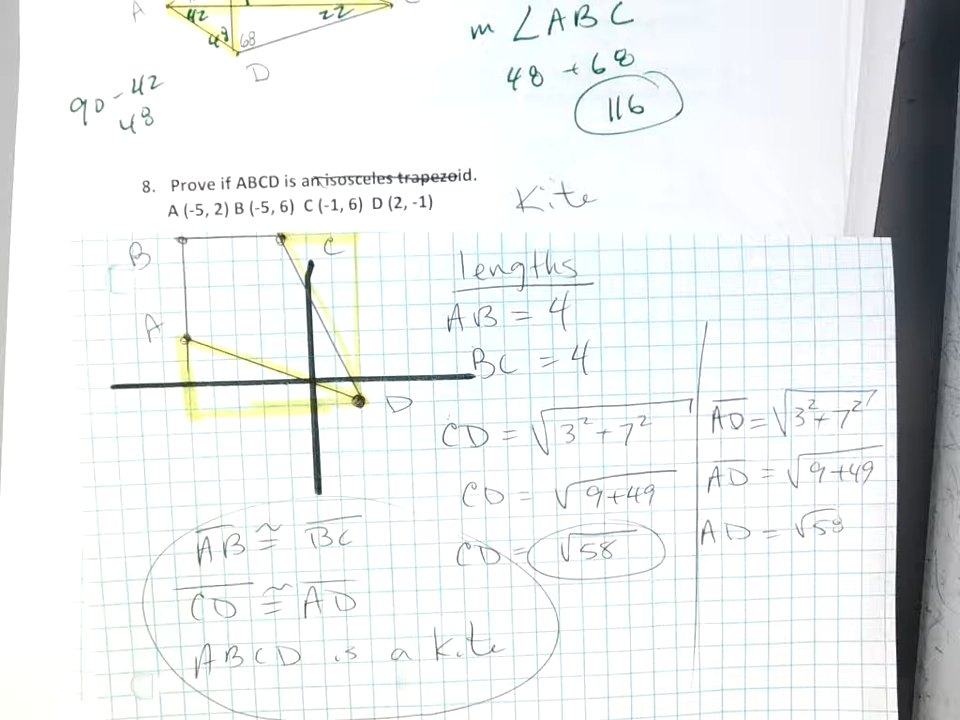 A
42
22
48
68
D
90 - 42
48
m ∠ABC
48 + 68
116
8. Prove if ABCD is an isosceles trapezoid.
A (-5, 2) B (-5, 6) C (-1, 6) D (2, -1)
Kite
B
C
A
D
lengths
AB = 4
BC = 4
CD = √3²+7²
CD = √9+49
CD = √58
AD = √3²+7²
AD = √9+49
AD = √58
AB ≅ BC
CD ≅ AD
ABCD is a kite